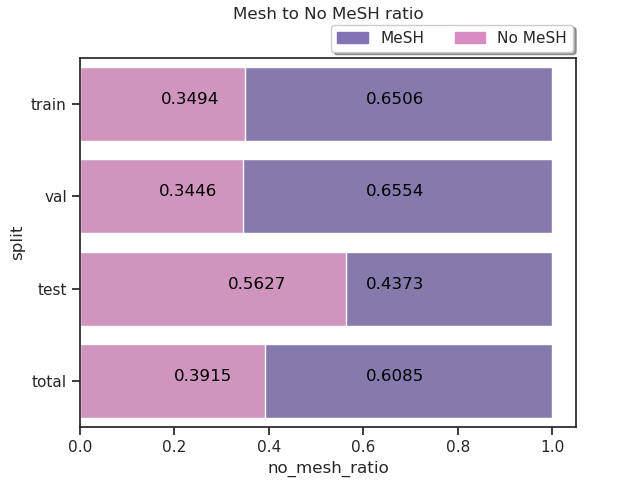 Mesh to No MeSH ratio
MeSH No MeSH
train 0.3494 0.6506
val 0.3446 0.6554
test 0.5627 0.4373
total 0.3915 0.6085
split
0.0 0.2 0.4 0.6 0.8 1.0
no_mesh_ratio